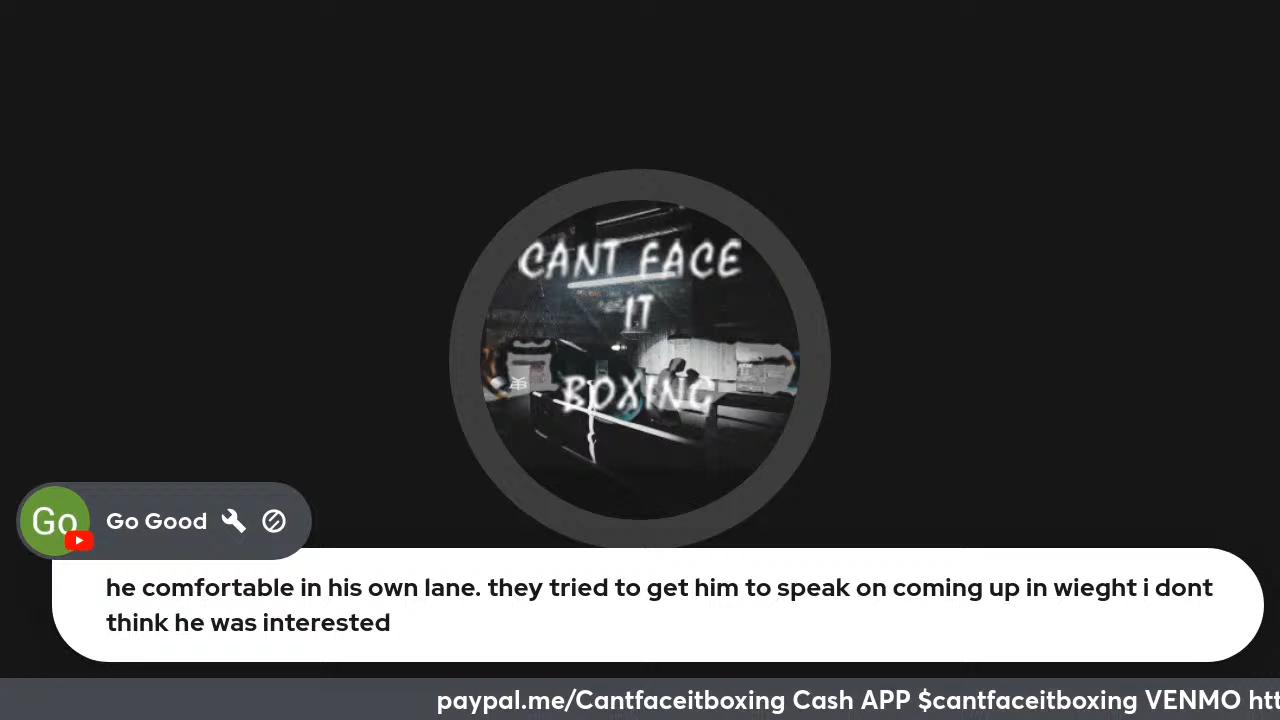 CANT FACE
IT
BOXING
Go
Go Good
he comfortable in his own lane. they tried to get him to speak on coming up in wieght i dont
think he was interested
paypal.me/Cantfaceitboxing Cash APP $cantfaceitboxing VENMO htt